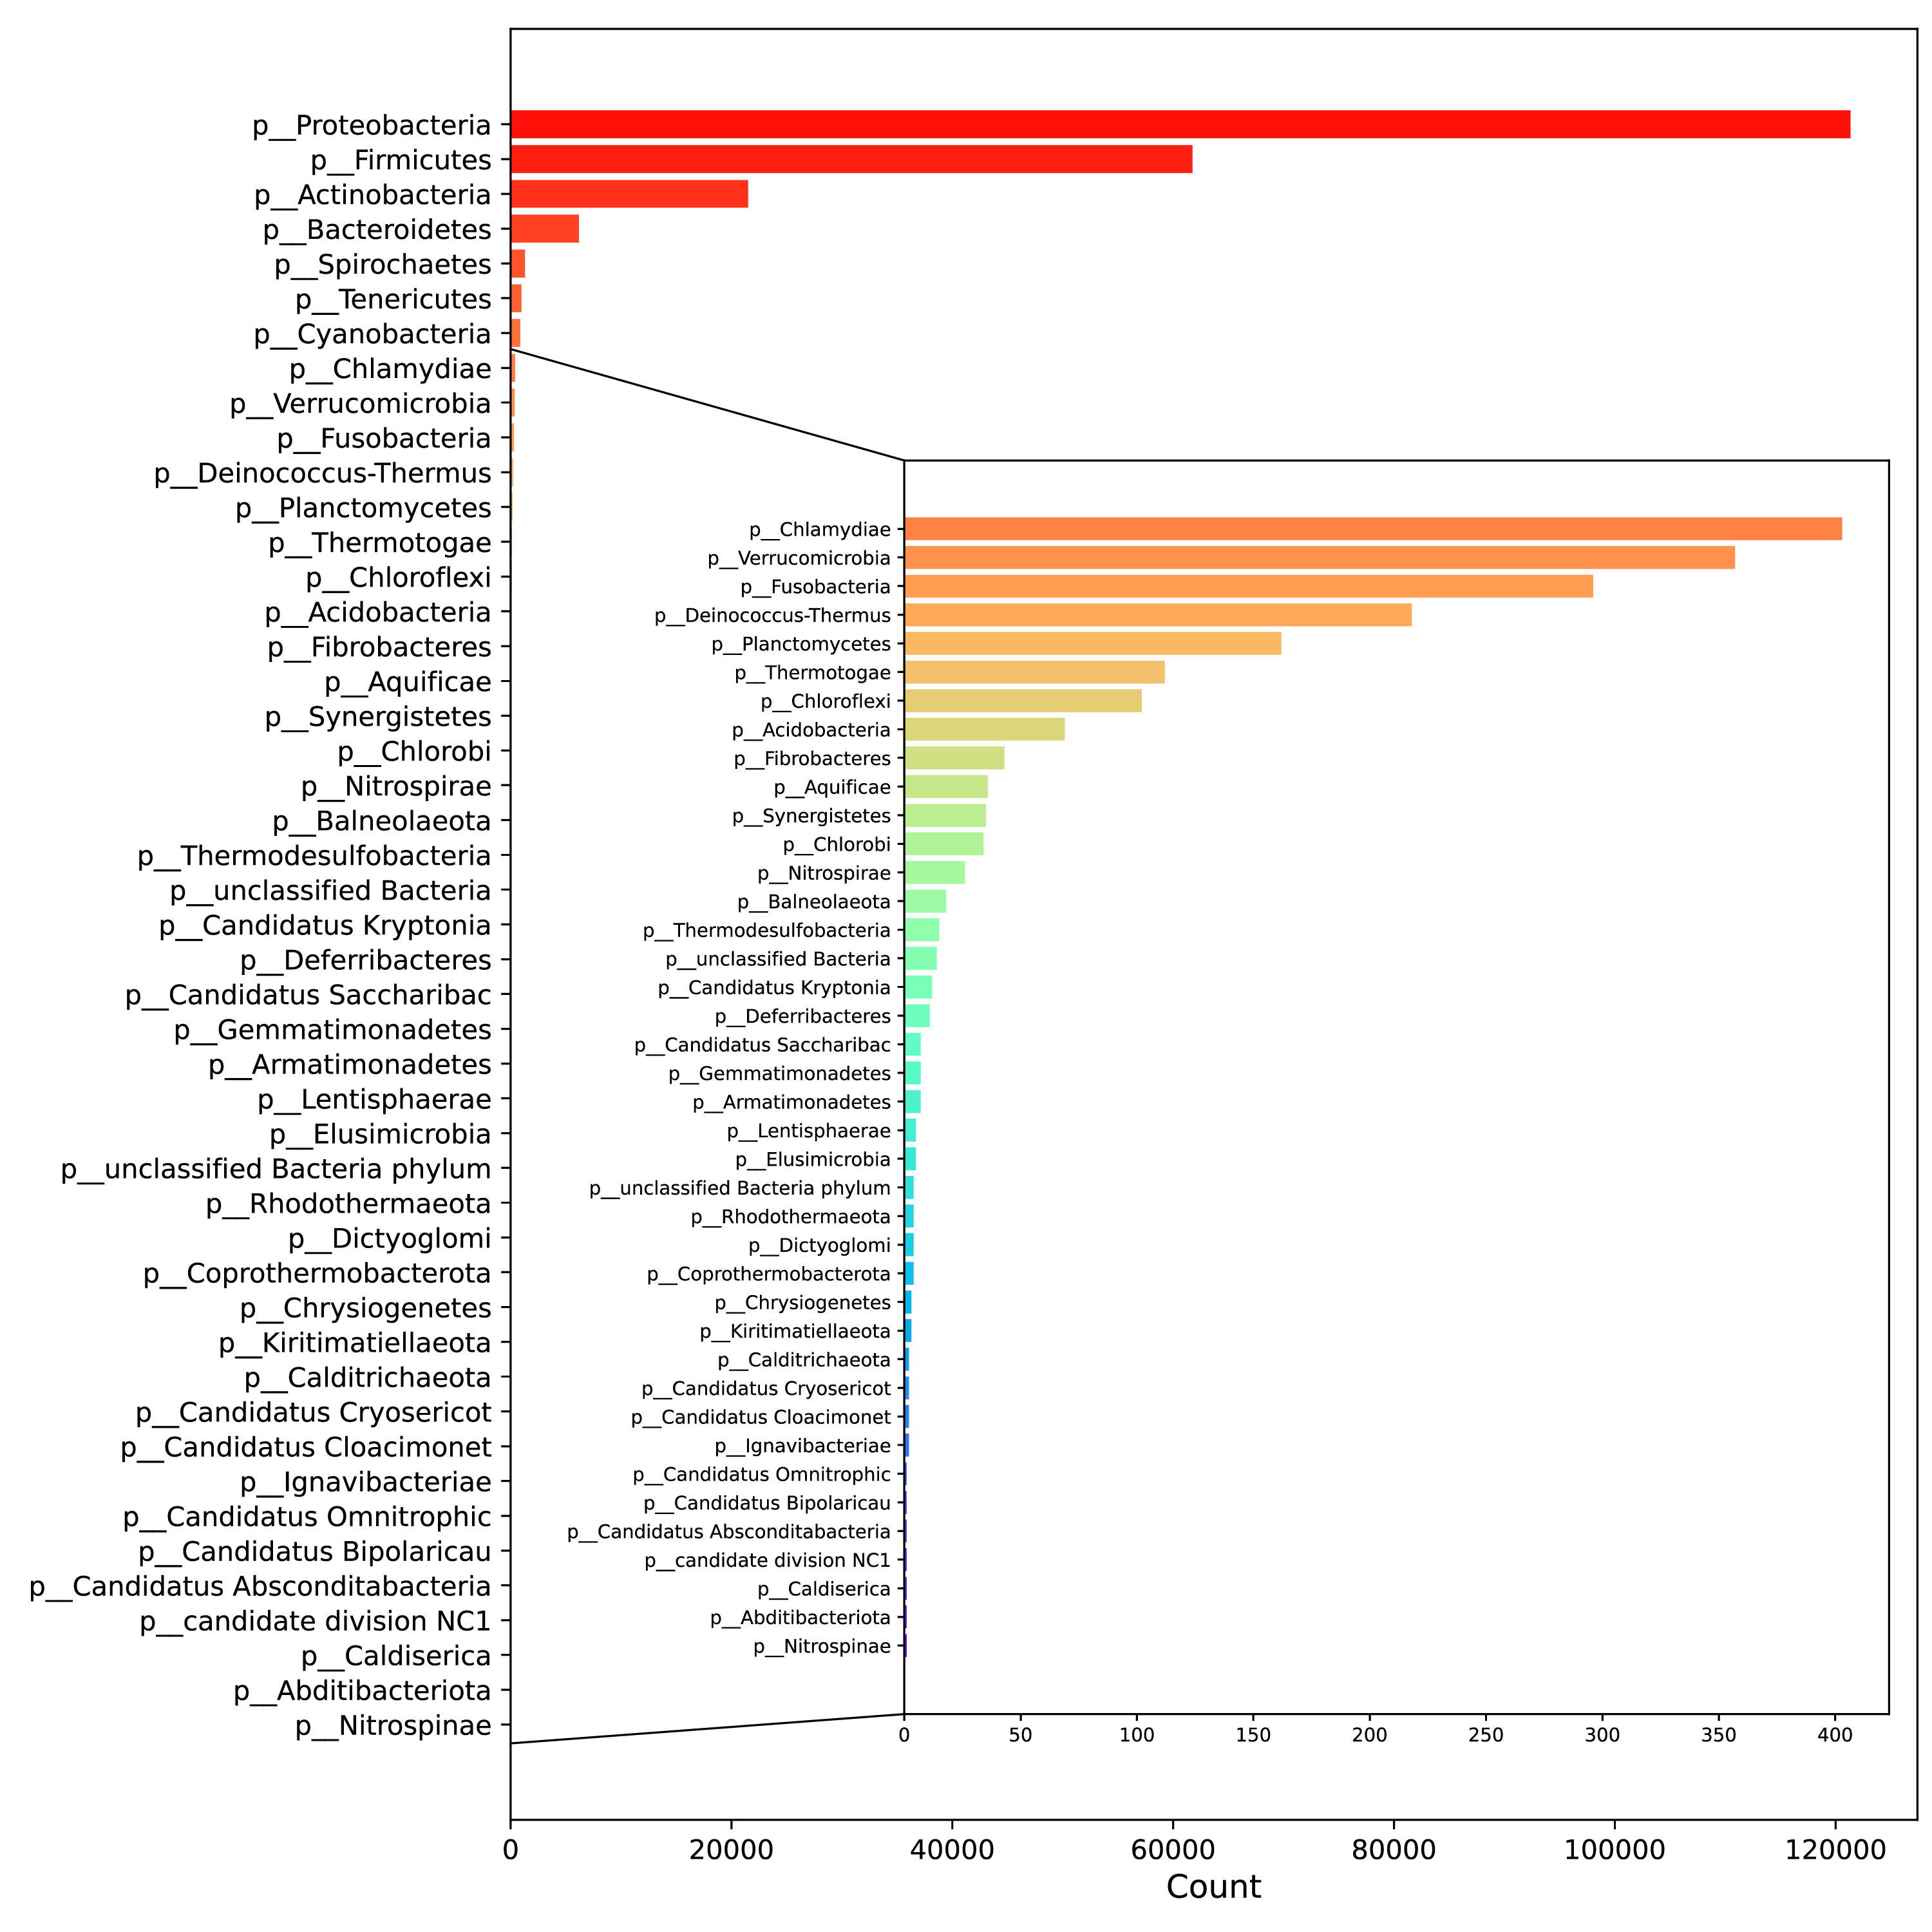 p__Proteobacteria
p__Firmicutes
p__Actinobacteria
p__Bacteroidetes
p__Spirochaetes
p__Tenericutes
p__Cyanobacteria
p__Chlamydiae
p__Verrucomicrobia
p__Fusobacteria
p__Deinococcus-Thermus
p__Planctomycetes
p__Thermotogae
p__Chloroflexi
p__Acidobacteria
p__Fibrobacteres
p__Aquificae
p__Synergistetes
p__Chlorobi
p__Nitrospirae
p__Balneolaeota
p__Thermodesulfobacteria
p__unclassified Bacteria
p__Candidatus Kryptonia
p__Deferribacteres
p__Candidatus Saccharibac
p__Gemmatimonadetes
p__Armatimonadetes
p__Lentisphaerae
p__Elusimicrobia
p__unclassified Bacteria phylum
p__Rhodothermaeota
p__Dictyoglomi
p__Coprothermobacterota
p__Chrysiogenetes
p__Kiritimatiellaeota
p__Calditrichaeota
p__Candidatus Cryosericot
p__Candidatus Cloacimonet
p__Ignavibacteriae
p__Candidatus Omnitrophic
p__Candidatus Bipolaricau
p__Candidatus Absconditabacteria
p__candidate division NC1
p__Caldiserica
p__Abditibacteriota
p__Nitrospinae
p__Chlamydiae
p__Verrucomicrobia
p__Fusobacteria
p__Deinococcus-Thermus
p__Planctomycetes
p__Thermotogae
p__Chloroflexi
p__Acidobacteria
p__Fibrobacteres
p__Aquificae
p__Synergistetes
p__Chlorobi
p__Nitrospirae
p__Balneolaeota
p__Thermodesulfobacteria
p__unclassified Bacteria
p__Candidatus Kryptonia
p__Deferribacteres
p__Candidatus Saccharibac
p__Gemmatimonadetes
p__Armatimonadetes
p__Lentisphaerae
p__Elusimicrobia
p__unclassified Bacteria phylum
p__Rhodothermaeota
p__Dictyoglomi
p__Coprothermobacterota
p__Chrysiogenetes
p__Kiritimatiellaeota
p__Calditrichaeota
p__Candidatus Cryosericot
p__Candidatus Cloacimonet
p__Ignavibacteriae
p__Candidatus Omnitrophic
p__Candidatus Bipolaricau
p__Candidatus Absconditabacteria
p__candidate division NC1
p__Caldiserica
p__Abditibacteriota
p__Nitrospinae
0 50 100 150 200 250 300 350 400
0 20000 40000 60000 80000 100000 120000
Count